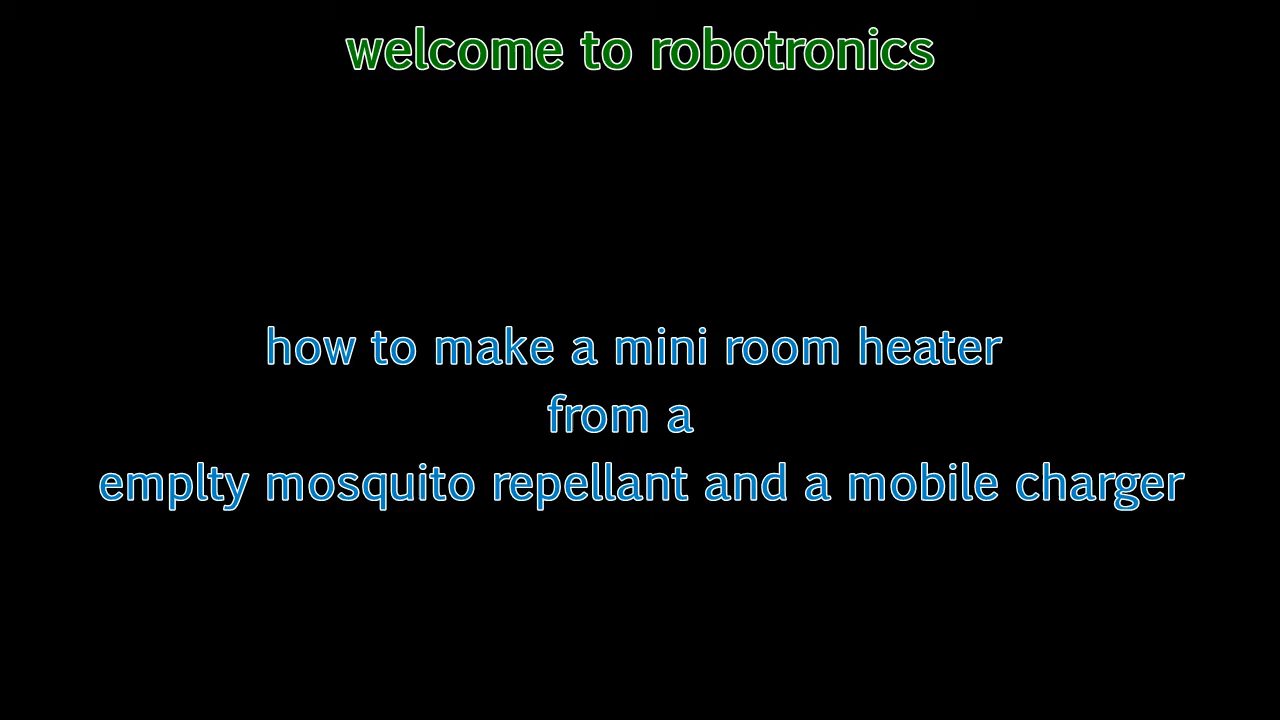 welcome to robotronics
how to make a mini room heater
from a
emplty mosquito repellant and a mobile charger